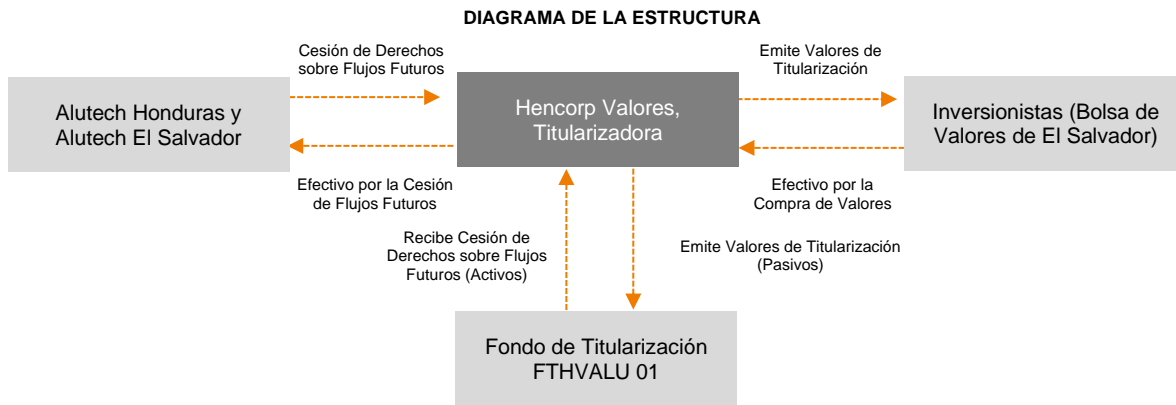 DIAGRAMA DE LA ESTRUCTURA
Cesión de Derechos
sobre Flujos Futuros
Emite Valores de
Titularización
Alutech Honduras y
Alutech El Salvador
Hencorp Valores,
Titularizadora
Inversionistas (Bolsa de
Valores de El Salvador)
Efectivo por la Cesión
de Flujos Futuros
Efectivo por la
Compra de Valores
Recibe Cesión de
Derechos sobre Flujos
Futuros (Activos)
Emite Valores de Titularización
(Pasivos)
Fondo de Titularización
FTHVALU 01